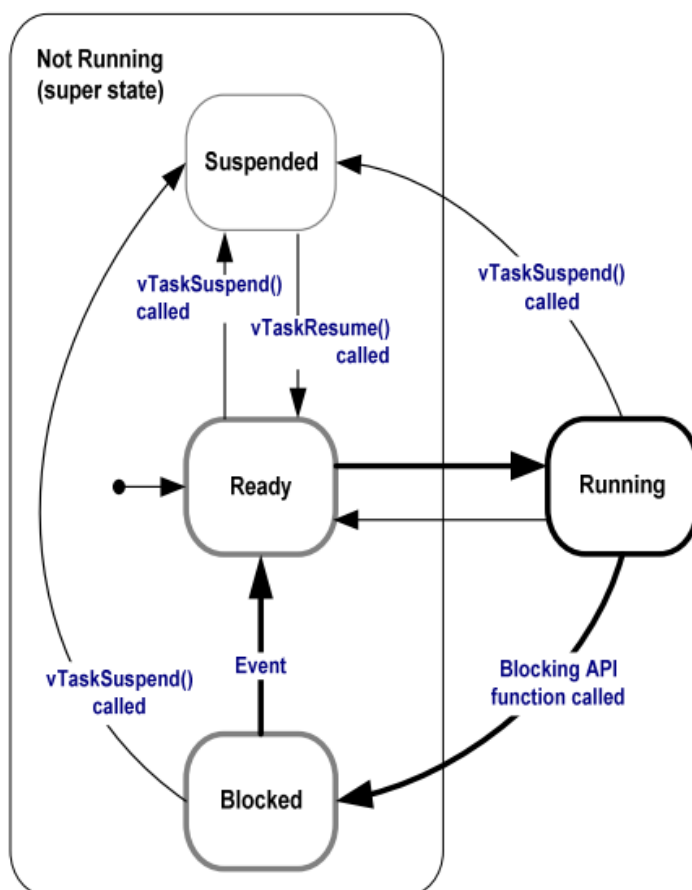 Not Running
(super state)
Suspended
vTaskSuspend()
called
vTaskResume()
called
vTaskSuspend()
called
Ready
Running
Event
vTaskSuspend()
called
Blocking API
function called
Blocked